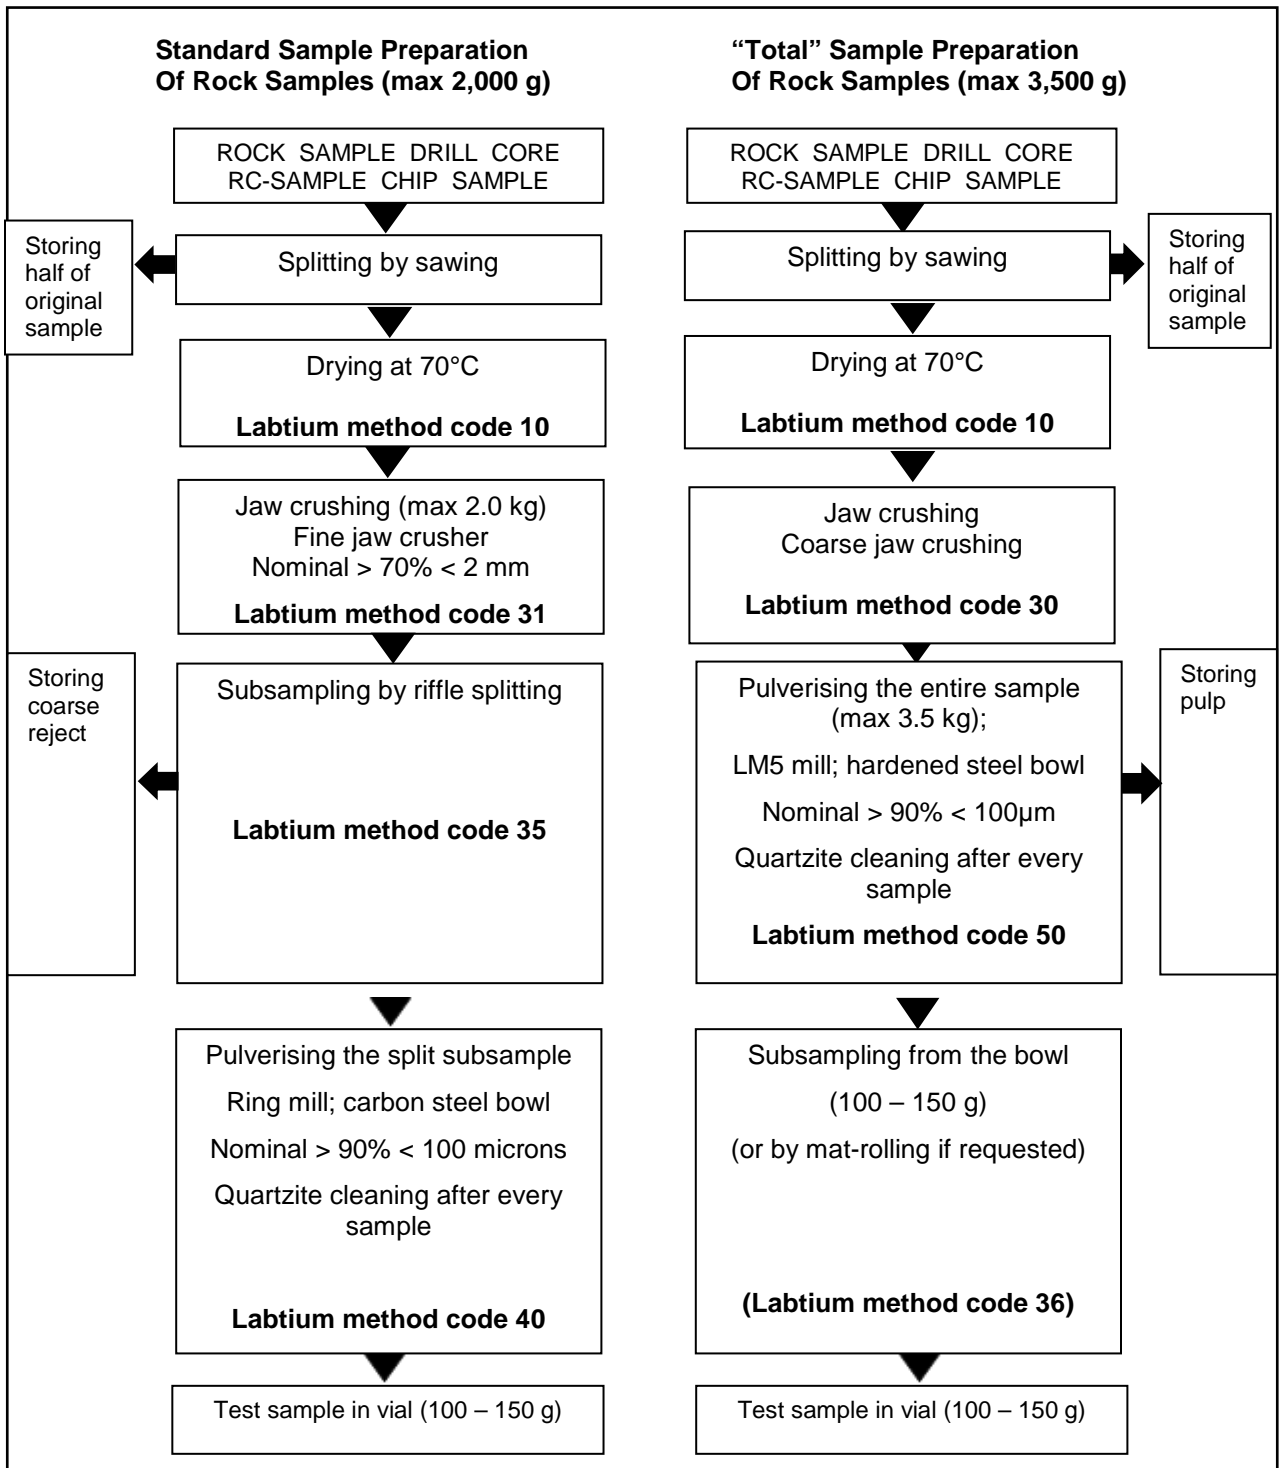 Standard Sample Preparation
Of Rock Samples (max 2,000 g)
ROCK SAMPLE DRILL CORE
RC-SAMPLE CHIP SAMPLE
Storing
half of
original
sample
Splitting by sawing
Drying at 70°C
Labtium method code 10
Jaw crushing (max 2.0 kg)
Fine jaw crusher
Nominal > 70% < 2 mm
Labtium method code 31
Storing
coarse
reject
Subsampling by riffle splitting
Labtium method code 35
Pulverising the split subsample
Ring mill; carbon steel bowl
Nominal > 90% < 100 microns
Quartzite cleaning after every
sample
Labtium method code 40
Test sample in vial (100 – 150 g)
“Total” Sample Preparation
Of Rock Samples (max 3,500 g)
ROCK SAMPLE DRILL CORE
RC-SAMPLE CHIP SAMPLE
Splitting by sawing
Storing
half of
original
sample
Drying at 70°C
Labtium method code 10
Jaw crushing
Coarse jaw crushing
Labtium method code 30
Pulverising the entire sample
(max 3.5 kg);
LM5 mill; hardened steel bowl
Nominal > 90% < 100µm
Quartzite cleaning after every
sample
Labtium method code 50
Storing
pulp
Subsampling from the bowl
(100 – 150 g)
(or by mat-rolling if requested)
(Labtium method code 36)
Test sample in vial (100 – 150 g)